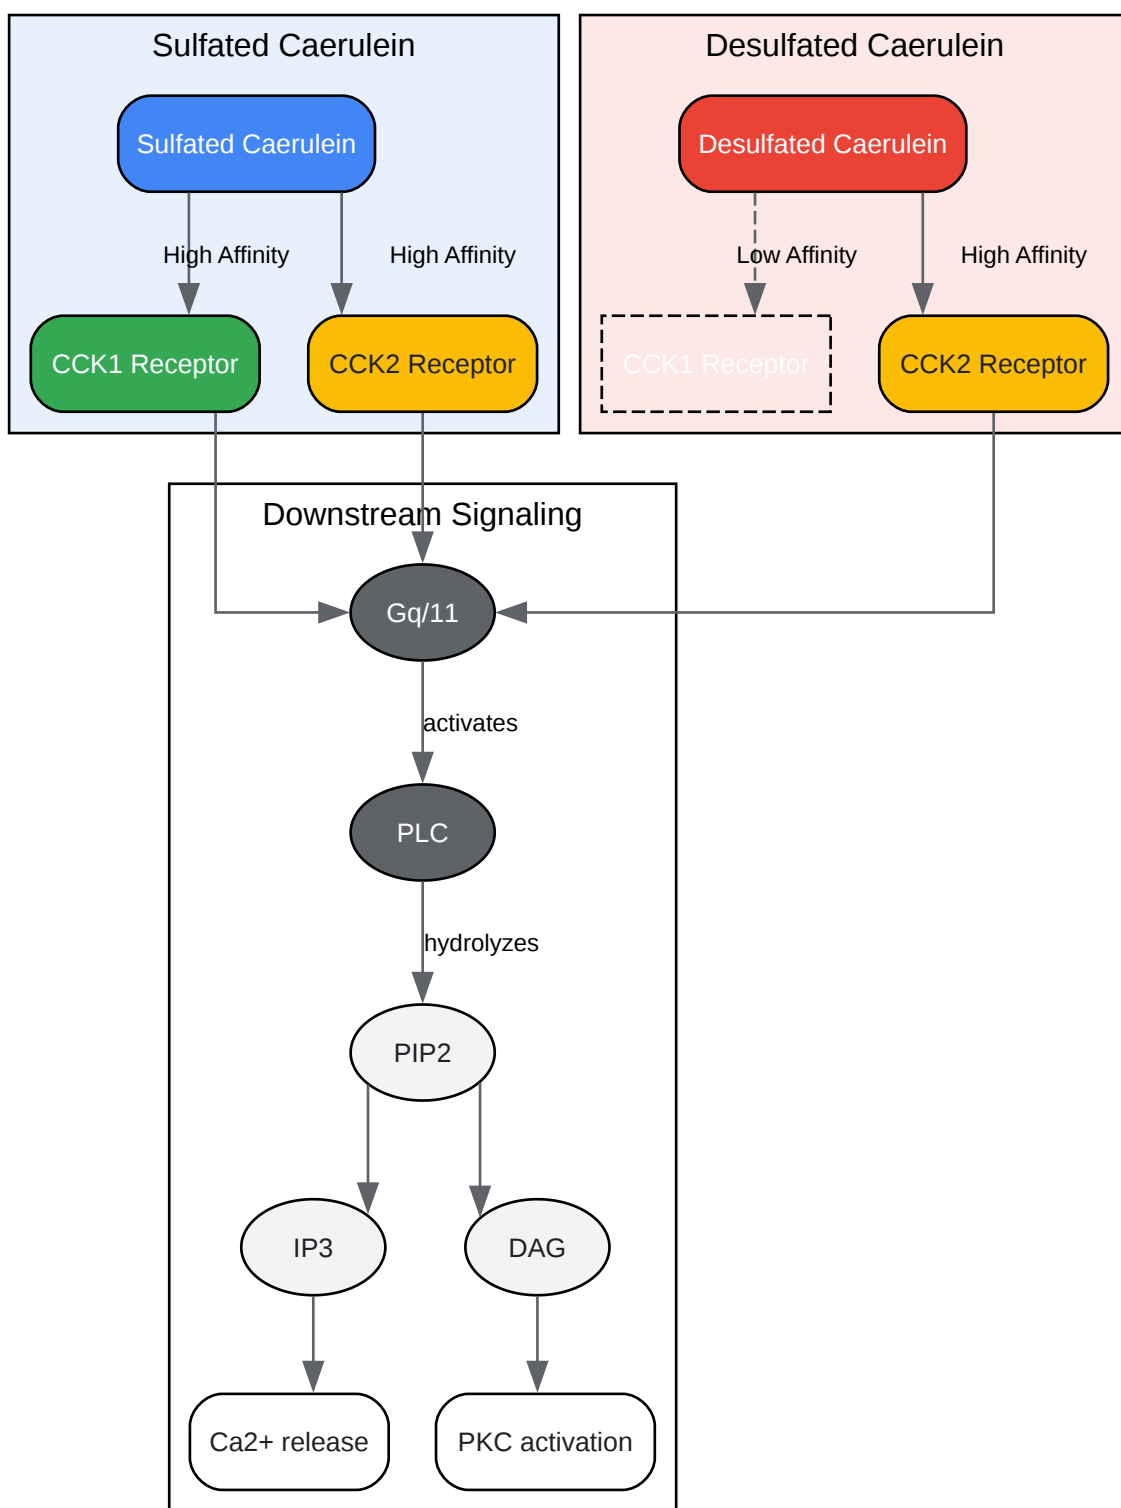 Sulfated Caerulein
Desulfated Caerulein
Sulfated Caerulein
Desulfated Caerulein
High Affinity
High Affinity
Low Affinity
High Affinity
CCK1 Receptor
CCK2 Receptor
CCK1 Receptor
CCK2 Receptor
Downstream Signaling
Gq/11
activates
PLC
hydrolyzes
PIP2
IP3
DAG
Ca2+ release
PKC activation